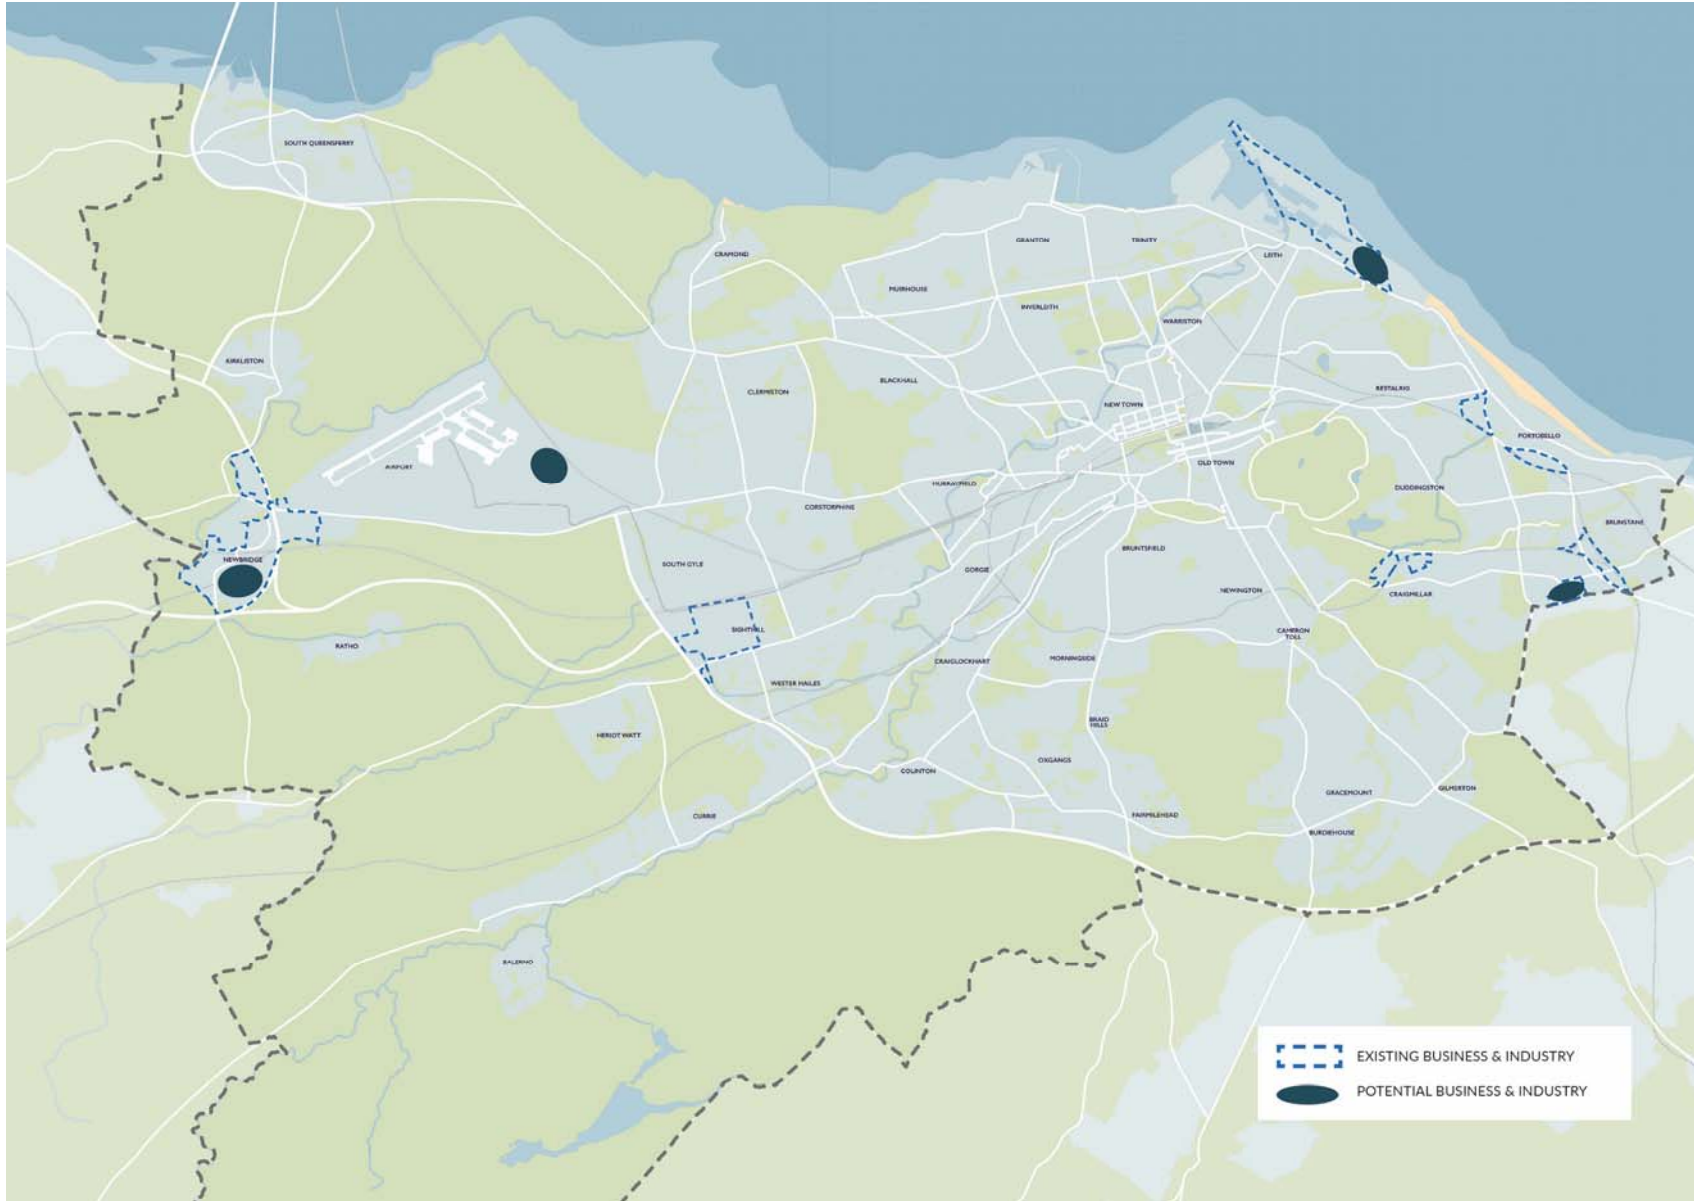 SOUTH QUEENSFERRY
CRAMOND
GRANTON
TRINITY
LEITH
MUIRHOUSE
INVERLEITH
WARRISTON
KIRKLISTON
BLACKHALL
CLERMISTON
RESTALRIG
NEW TOWN
PORTOBELLO
AIRPORT
OLD TOWN
MURRAYFIELD
DUDDINGSTON
CORSTORPHINE
BRUNSTANE
BRUNTSFIELD
NEWBRIDGE
SOUTH GYLE
GORGIE
NEWINGTON
CRAIGMILLAR
SIGHTHILL
CAMERON
TOLL
RATHO
CRAIGLOCKHART
MORNINGSIDE
WESTER HAILES
BRAID
HILLS
HERIOT WATT
OXGANGS
COLINTON
GILMERTON
GRACEMOUNT
CURRIE
FAIRMILEHEAD
BURDIEHOUSE
BALERNO
EXISTING BUSINESS & INDUSTRY
POTENTIAL BUSINESS & INDUSTRY